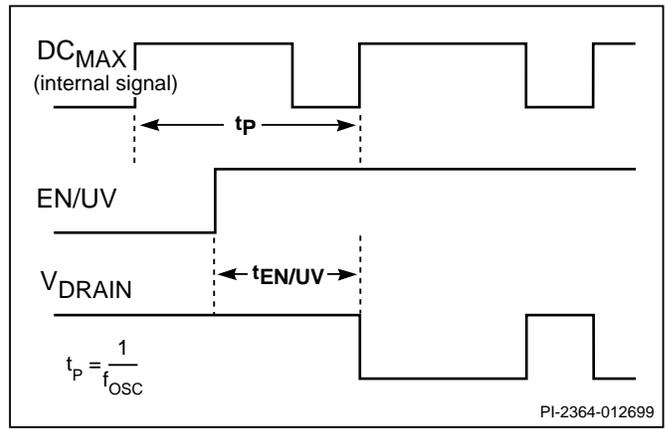 DCMAX
(internal signal)
tP
EN/UV
tEN/UV
VDRAIN
tP = 1/fOSC
PI-2364-012699